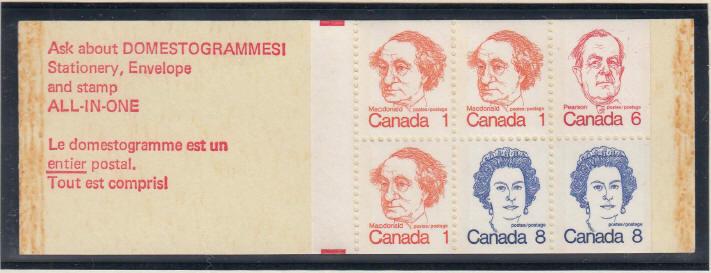 Ask about DOMESTOGRAMMES!
Stationery, Envelope
and stamp
ALL-IN-ONE
Le domestogramme est un
entier postal.
Tout est compris!
Macdonald postes/postage
Canada 1
Macdonald postes/postage
Canada 1
Pearson postes/postage
Canada 6
Macdonald postes/postage
Canada 1
postes/postage
Canada 8
postes/postage
Canada 8